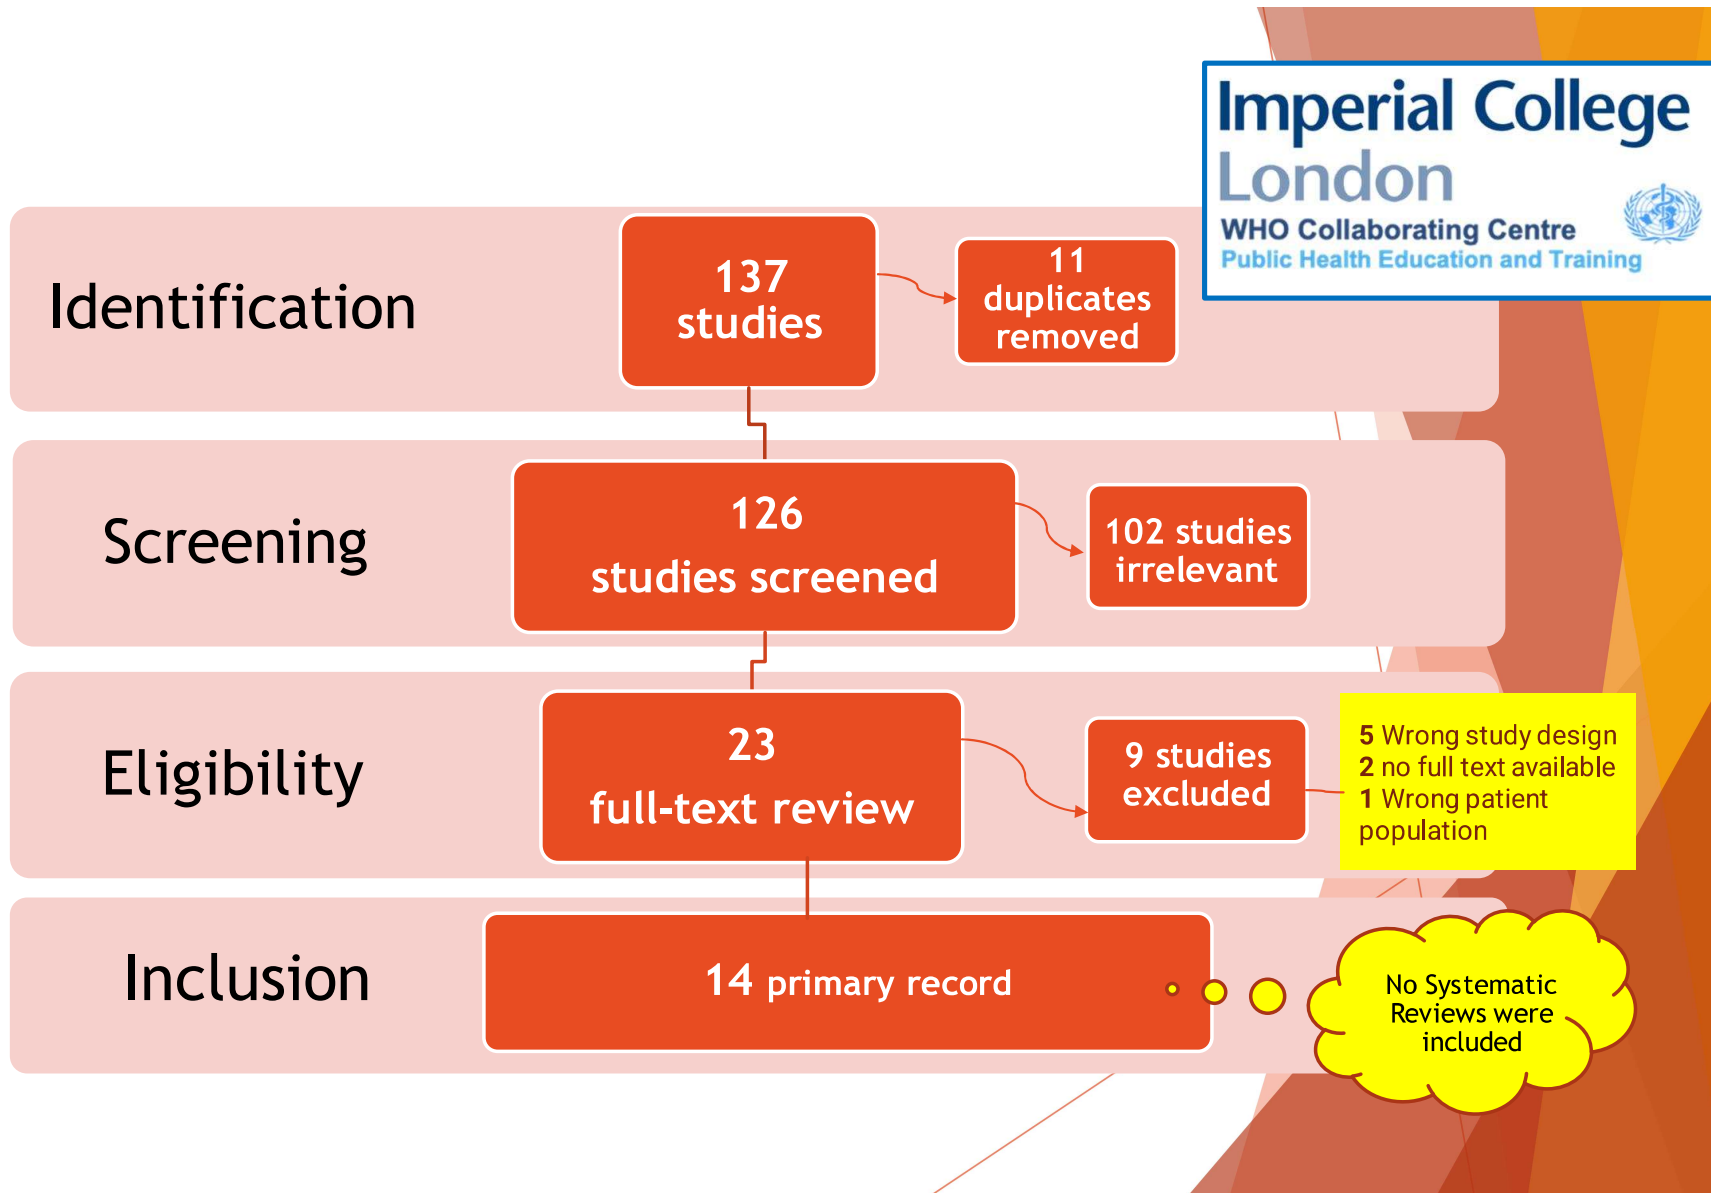 Imperial College
London
WHO Collaborating Centre
Public Health Education and Training
Identification
137
studies
11
duplicates
removed
Screening
126
studies screened
102 studies
irrelevant
Eligibility
23
full-text review
9 studies
excluded
5 Wrong study design
2 no full text available
1 Wrong patient
population
Inclusion
14 primary record
No Systematic
Reviews were
included